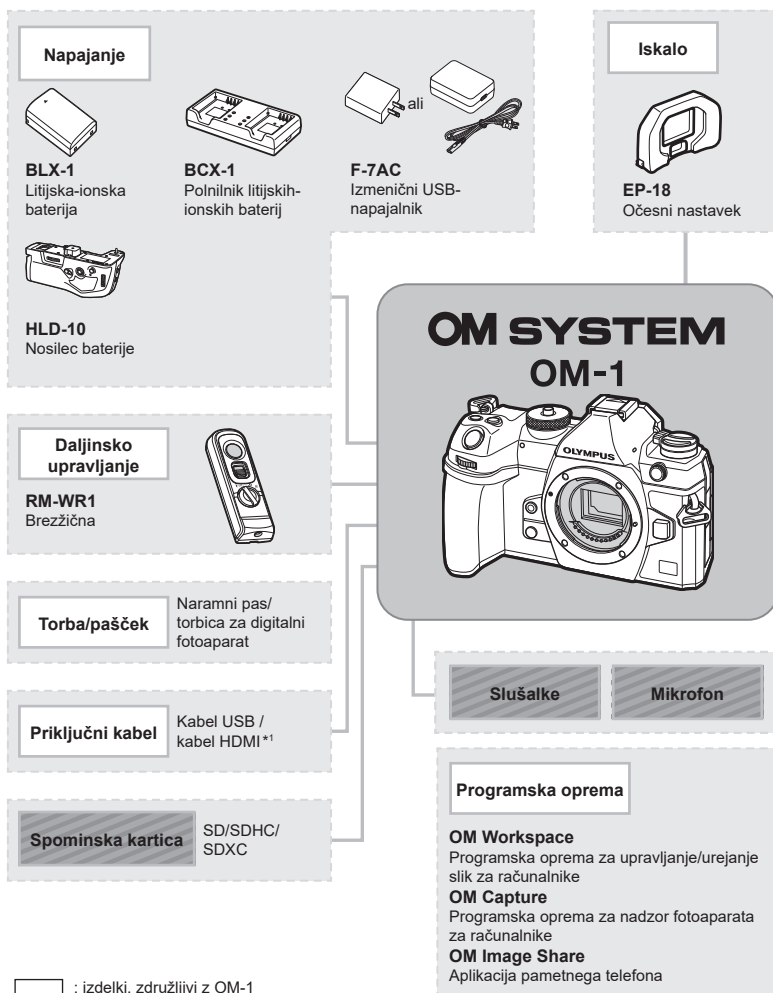 Napajanje
ali
BLX-1
Litijska-ionska
baterija
BCX-1
Polnilnik litijskih-
ionskih baterij
F-7AC
Izmenični USB-
napajalnik
HLD-10
Nosilec baterije
Iskalo
EP-18
Očesni nastavek
OM SYSTEM
OM-1
OLYMPUS
Daljinsko
upravljanje
RM-WR1
Brezžična
Torba/pašček
Naramni pas/
torbica za digitalni
fotoaparat
Priključni kabel
Kabel USB /
kabel HDMI*1
Spominska kartica
SD/SDHC/
SDXC
Slušalke
Mikrofon
Programska oprema
OM Workspace
Programska oprema za upravljanje/urejanje
slik za računalnike
OM Capture
Programska oprema za nadzor fotoaparata
za računalnike
OM Image Share
Aplikacija pametnega telefona
: izdelki, združljivi z OM-1